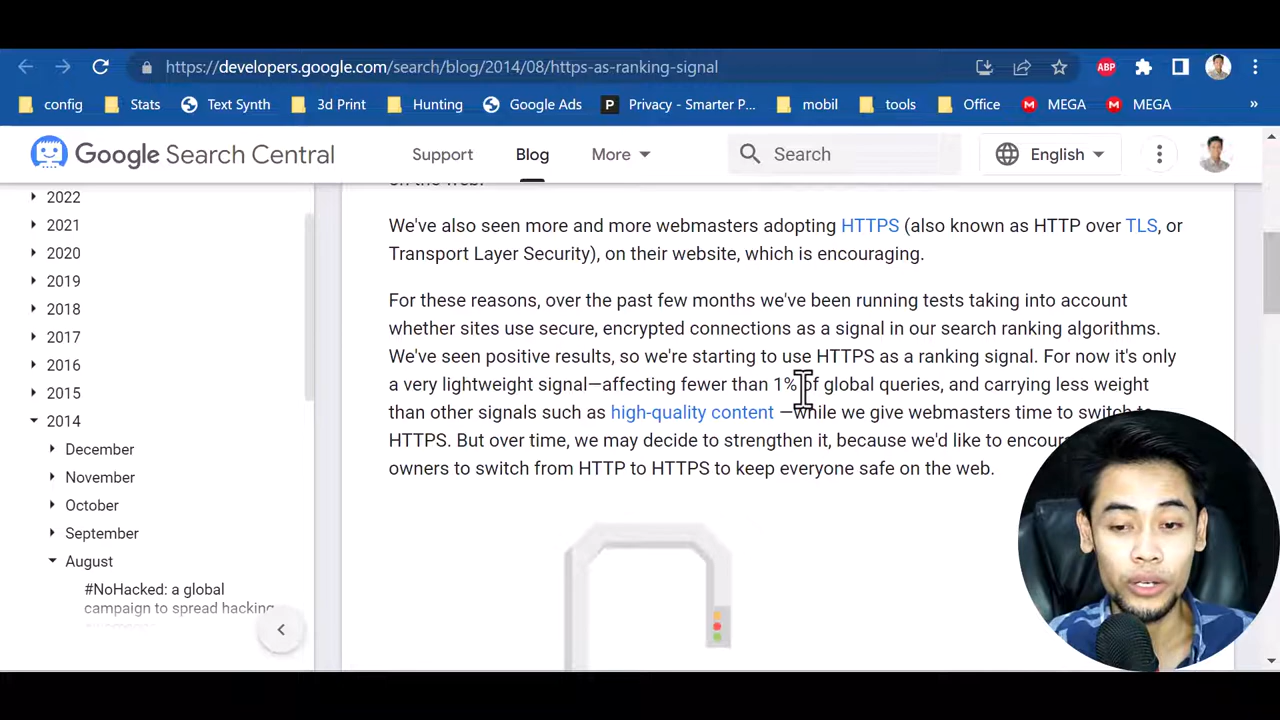 https://developers.google.com/search/blog/2014/08/https-as-ranking-signal
ABP
config
Stats
Text Synth
3d Print
Hunting
Google Ads
P
Privacy - Smarter P...
mobil
tools
Office
M MEGA
M MEGA
»
Google Search Central
Support
Blog
More
Search
English
2022
2021
2020
2019
2018
2017
2016
2015
2014
December
November
October
September
August
#NoHacked: a global
campaign to spread hacking
on the web.
We've also seen more and more webmasters adopting HTTPS (also known as HTTP over TLS, or
Transport Layer Security), on their website, which is encouraging.
For these reasons, over the past few months we've been running tests taking into account
whether sites use secure, encrypted connections as a signal in our search ranking algorithms.
We've seen positive results, so we're starting to use HTTPS as a ranking signal. For now it's only
a very lightweight signal—affecting fewer than 1% of global queries, and carrying less weight
than other signals such as high-quality content —while we give webmasters time to switch to
HTTPS. But over time, we may decide to strengthen it, because we'd like to
owners to switch from HTTP to HTTPS to keep everyone safe on the web.